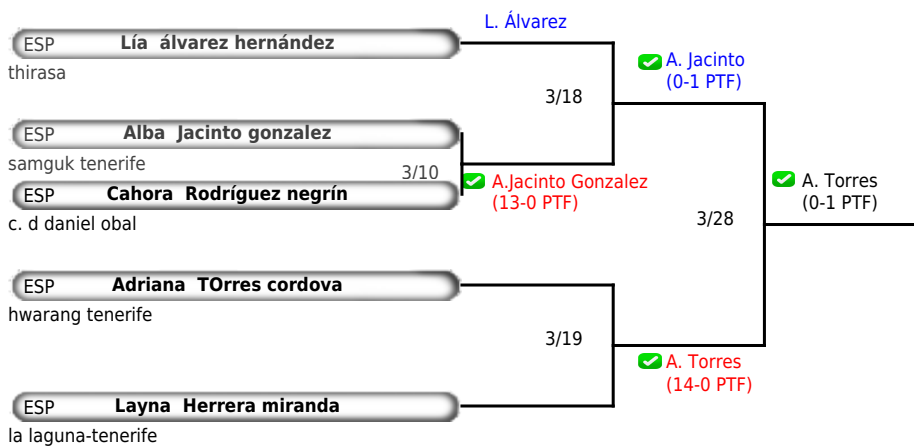 L. Álvarez
ESP Lía álvarez hernández
thirasa
A. Jacinto
(0-1 PTF)
3/18
ESP Alba Jacinto gonzalez
samguk tenerife
3/10
A.Jacinto Gonzalez
(13-0 PTF)
ESP Cahora Rodríguez negrín
c. d daniel obal
A. Torres
(0-1 PTF)
3/28
ESP Adriana TOrres cordova
hwarang tenerife
3/19
A. Torres
(14-0 PTF)
ESP Layna Herrera miranda
la laguna-tenerife